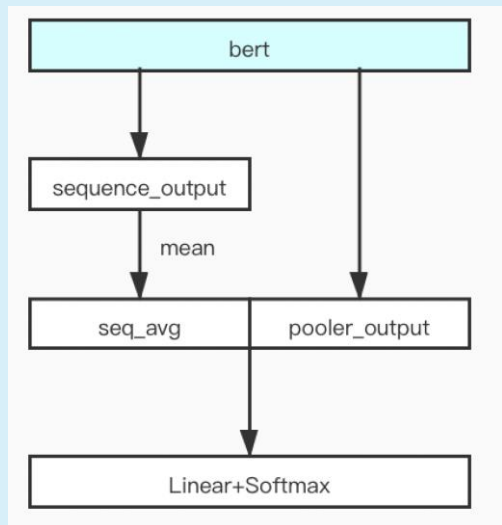 bert
sequence_output
mean
seq_avg
pooler_output
Linear+Softmax